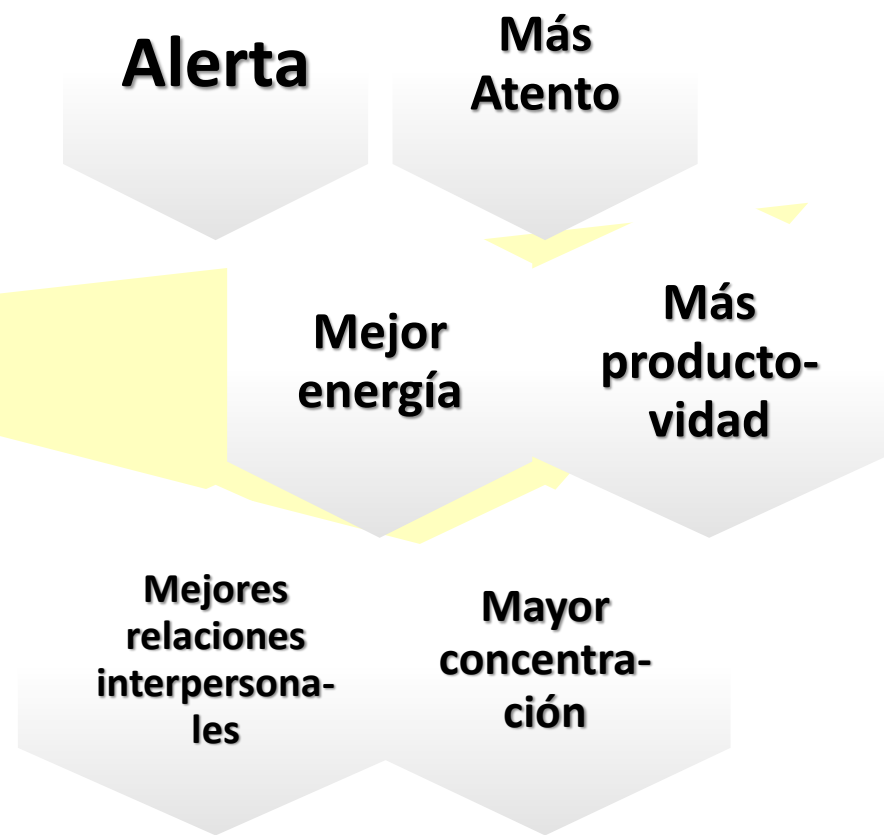 Alerta
Más
Atento
Mejor
energía
Más
producto-
vidad
Mejores
relaciones
interpersona-
les
Mayor
concentra-
ción